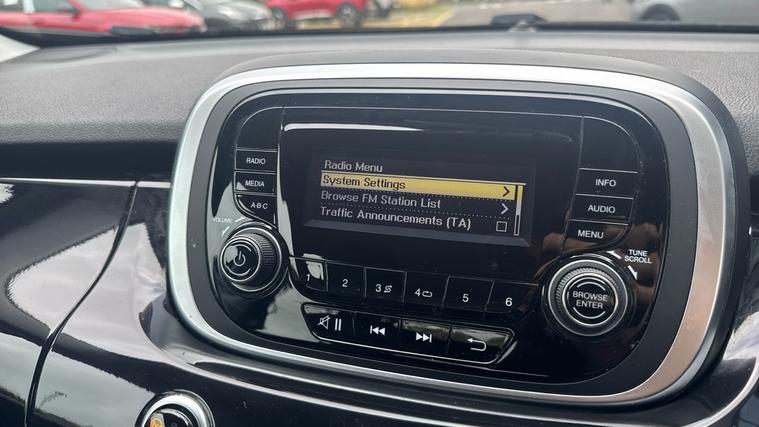 Radio Menu
System Settings
Browse FM Station List
Traffic Announcements (TA)
RADIO
MEDIA
A-B-C
VOLUME
INFO
AUDIO
MENU
TUNE
SCROLL
BROWSE
ENTER
1
2
3
4
5
6